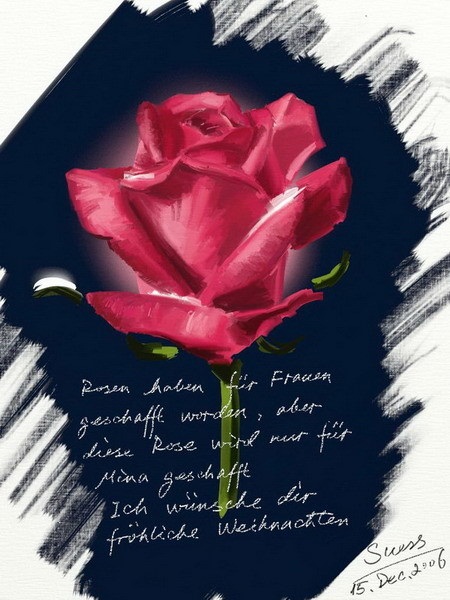 Rosen haben für Frauen
geschafft worden, aber
diese Rose wird nur für
Mina geschafft
Ich wünsche dir
fröhliche Weihnachten
Suess
15. Dec. 2006